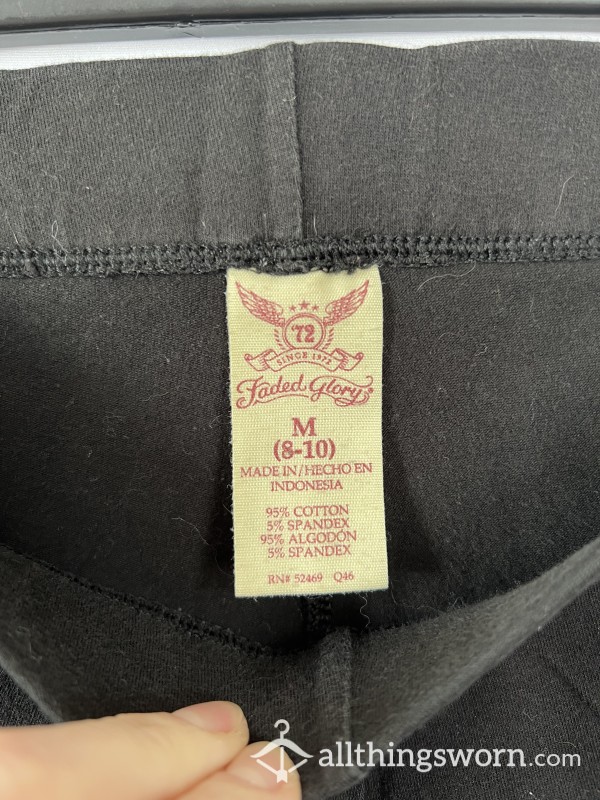 '72
SINCE 1972
Faded Glory®
M
(8-10)
MADE IN/HECHO EN
INDONESIA
95% COTTON
5% SPANDEX
95% ALGODÓN
5% SPANDEX
RN# 52469 Q46
allthingsworn.com